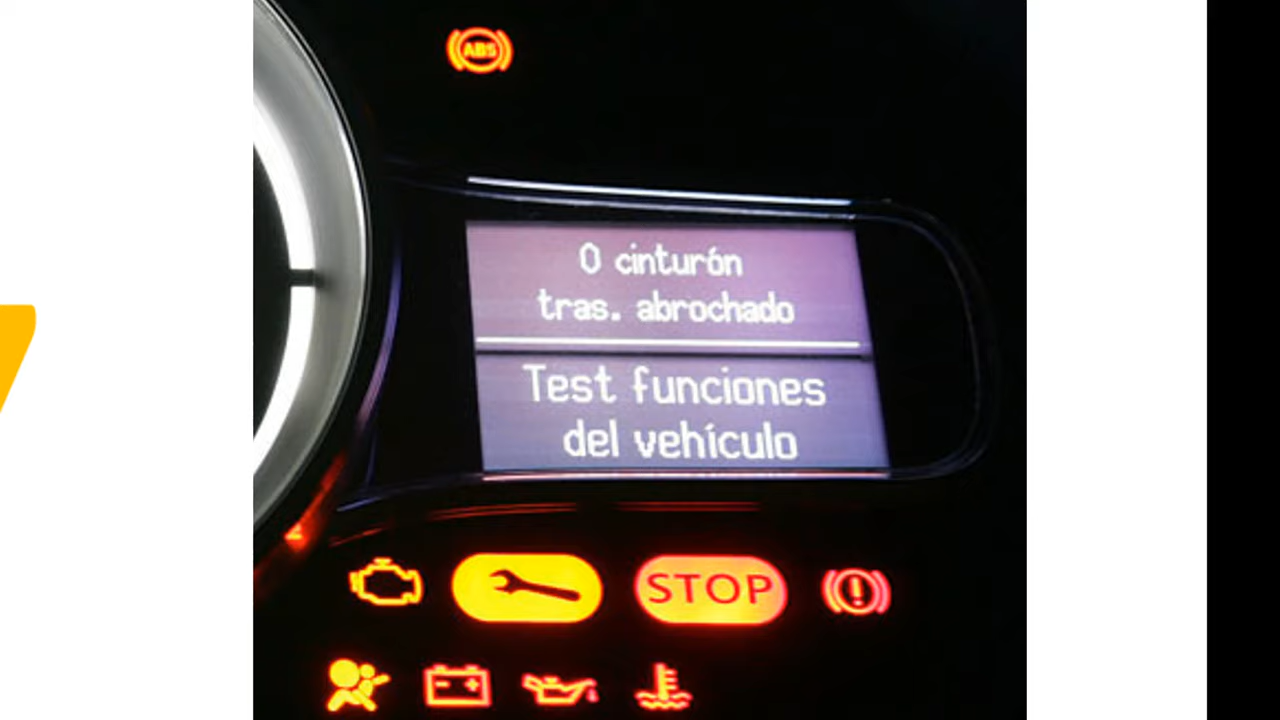 ABS
0 cinturón
tras. abrochado
Test funciones
del vehículo
STOP